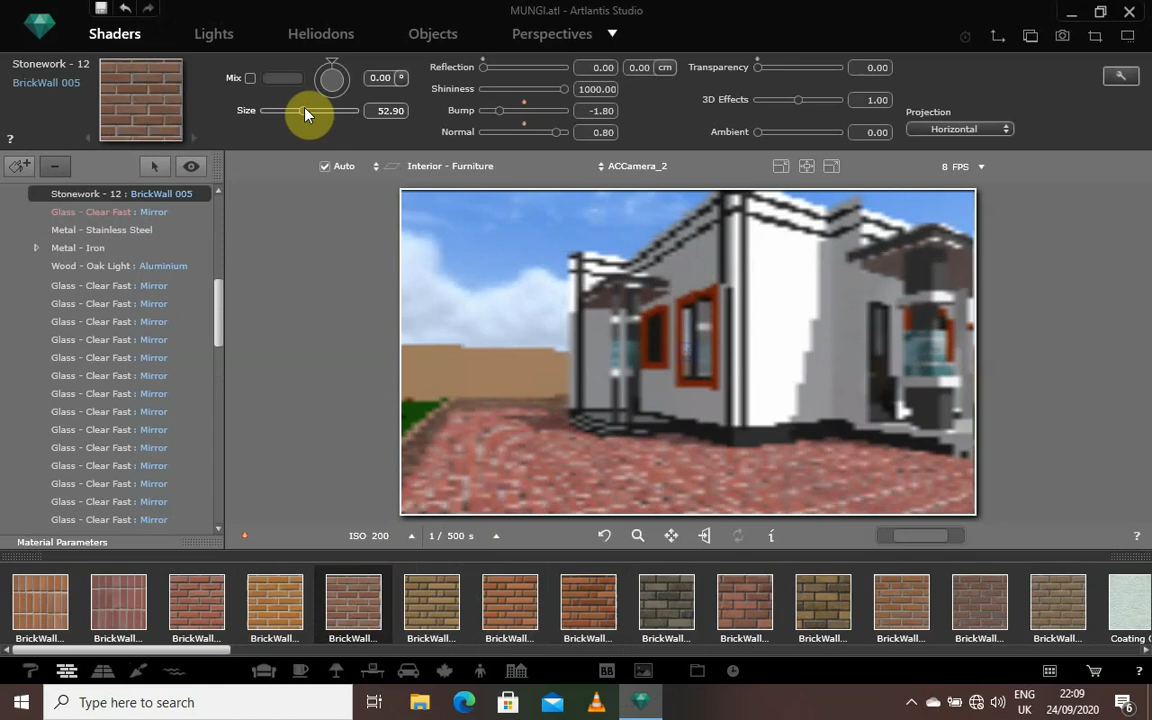 MUNGI.atl - Artlantis Studio
Shaders
Lights
Heliodons
Objects
Perspectives
Stonework - 12
BrickWall 005
Mix
0.00 °
Size
52.90
Reflection
0.00
0.00 cm
Shininess
1000.00
Bump
-1.80
Normal
0.80
Transparency
0.00
3D Effects
1.00
Ambient
0.00
Projection
Horizontal
?
Auto
Interior - Furniture
ACCamera_2
8 FPS
Stonework - 12 : BrickWall 005
Glass - Clear Fast : Mirror
Metal - Stainless Steel
Metal - Iron
Wood - Oak Light : Aluminium
Glass - Clear Fast : Mirror
Glass - Clear Fast : Mirror
Glass - Clear Fast : Mirror
Glass - Clear Fast : Mirror
Glass - Clear Fast : Mirror
Glass - Clear Fast : Mirror
Glass - Clear Fast : Mirror
Glass - Clear Fast : Mirror
Glass - Clear Fast : Mirror
Glass - Clear Fast : Mirror
Glass - Clear Fast : Mirror
Glass - Clear Fast : Mirror
Glass - Clear Fast : Mirror
Glass - Clear Fast : Mirror
Material Parameters
ISO 200
1 / 500 s
i
?
BrickWall...
BrickWall...
BrickWall...
BrickWall...
BrickWall...
BrickWall...
BrickWall...
BrickWall...
BrickWall...
BrickWall...
BrickWall...
BrickWall...
BrickWall...
BrickWall...
Coating (
?
Type here to search
ENG
UK
22:09
24/09/2020
6